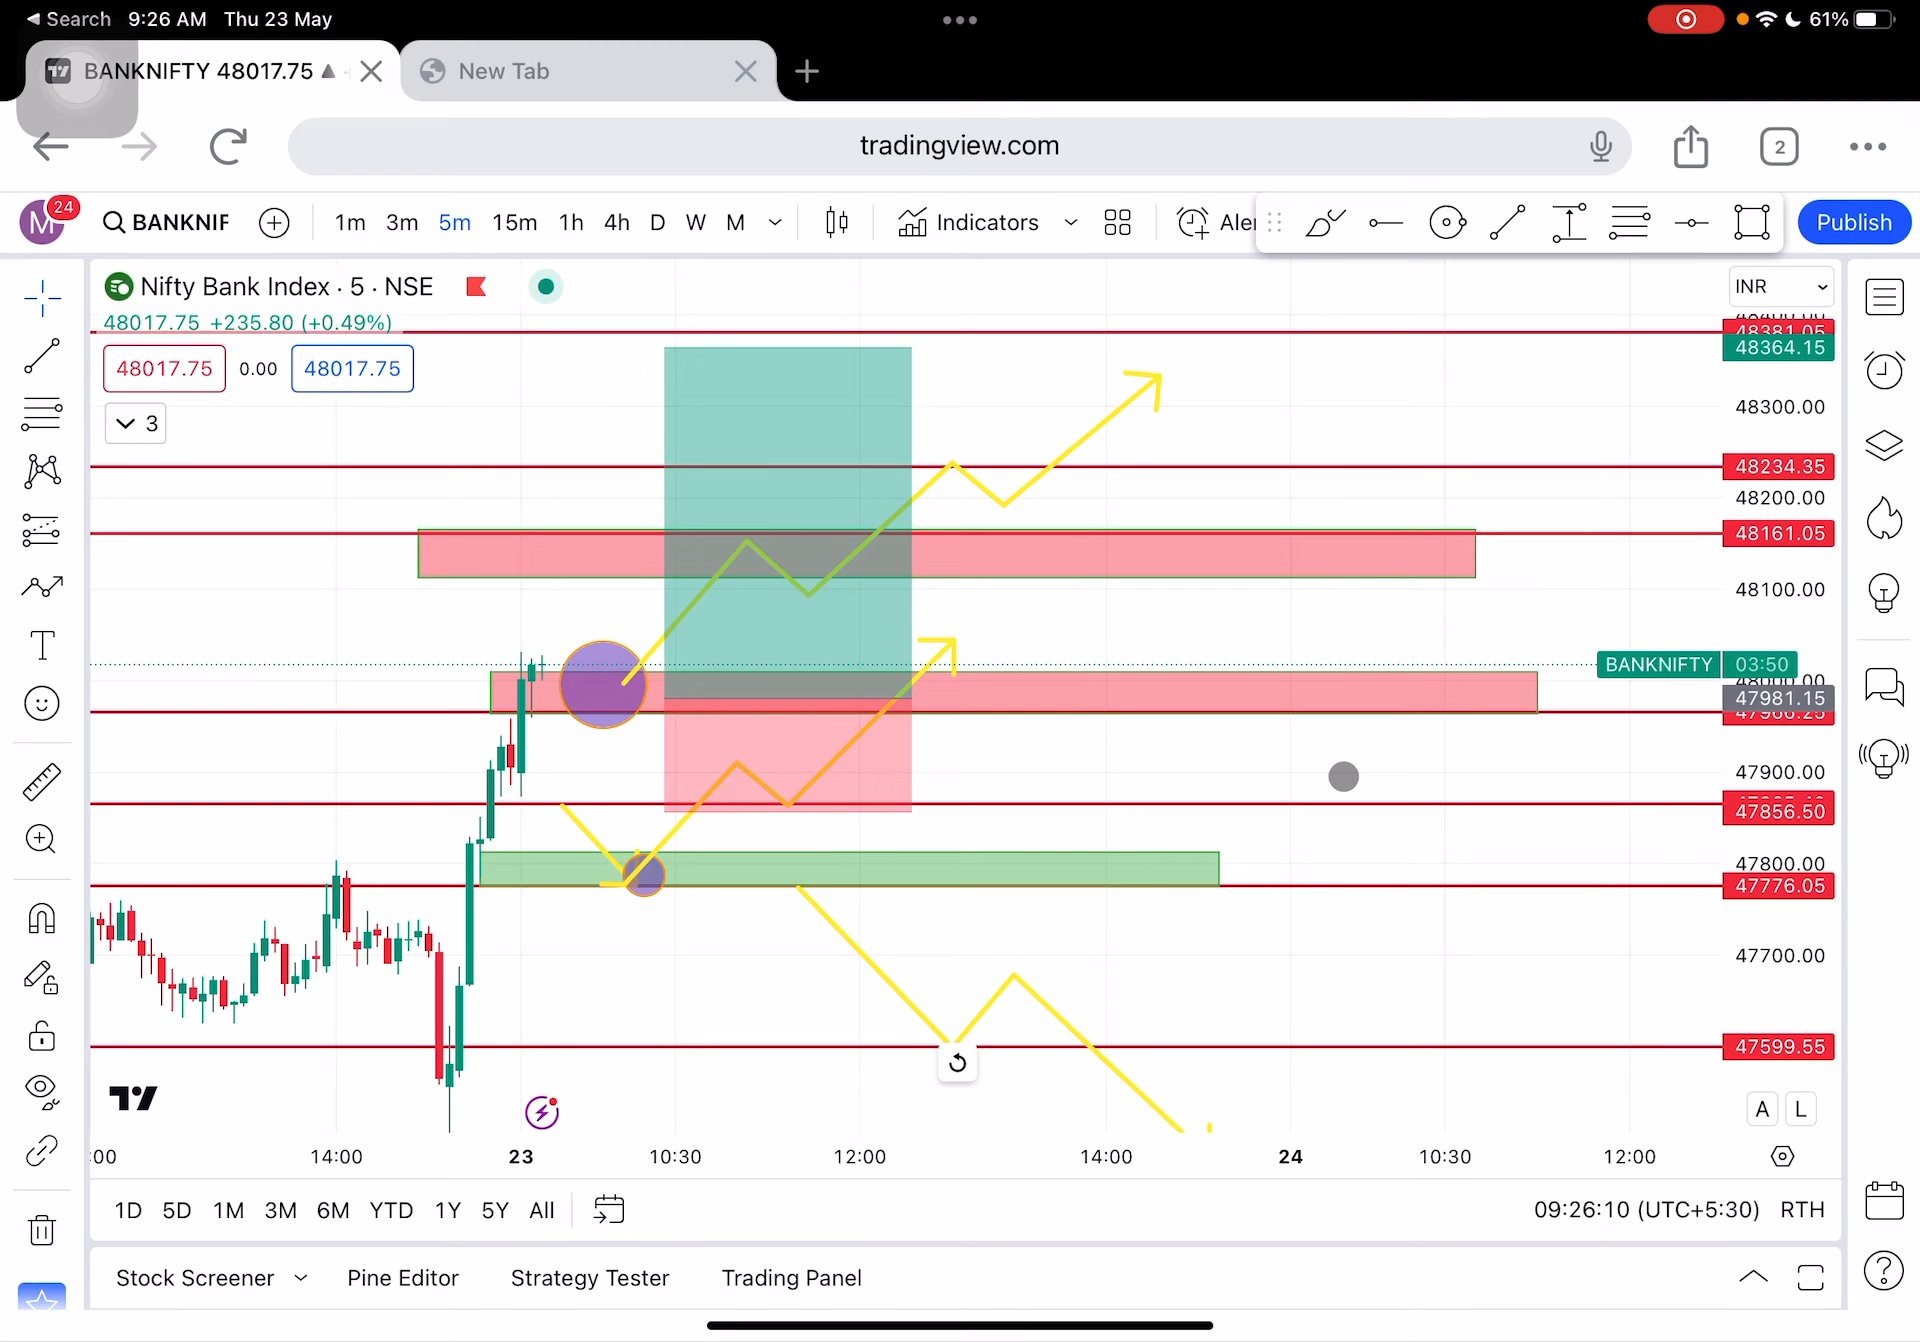 Search 9:26 AM Thu 23 May
61%
BANKNIFTY 48017.75
New Tab
tradingview.com
2
M 24
BANKNIF
1m 3m 5m 15m 1h 4h D W M
Indicators
Publish
Nifty Bank Index · 5 · NSE
INR
48017.75 +235.80 (+0.49%)
48381.05
48364.15
48017.75 0.00 48017.75
3
48300.00
48234.35
48200.00
48161.05
48100.00
BANKNIFTY 03:50
47981.15
47900.00
47856.50
47800.00
47776.05
47700.00
47599.55
A L
:00 14:00 23 10:30 12:00 14:00 24 10:30 12:00
1D 5D 1M 3M 6M YTD 1Y 5Y All
09:26:10 (UTC+5:30) RTH
Stock Screener Pine Editor Strategy Tester Trading Panel